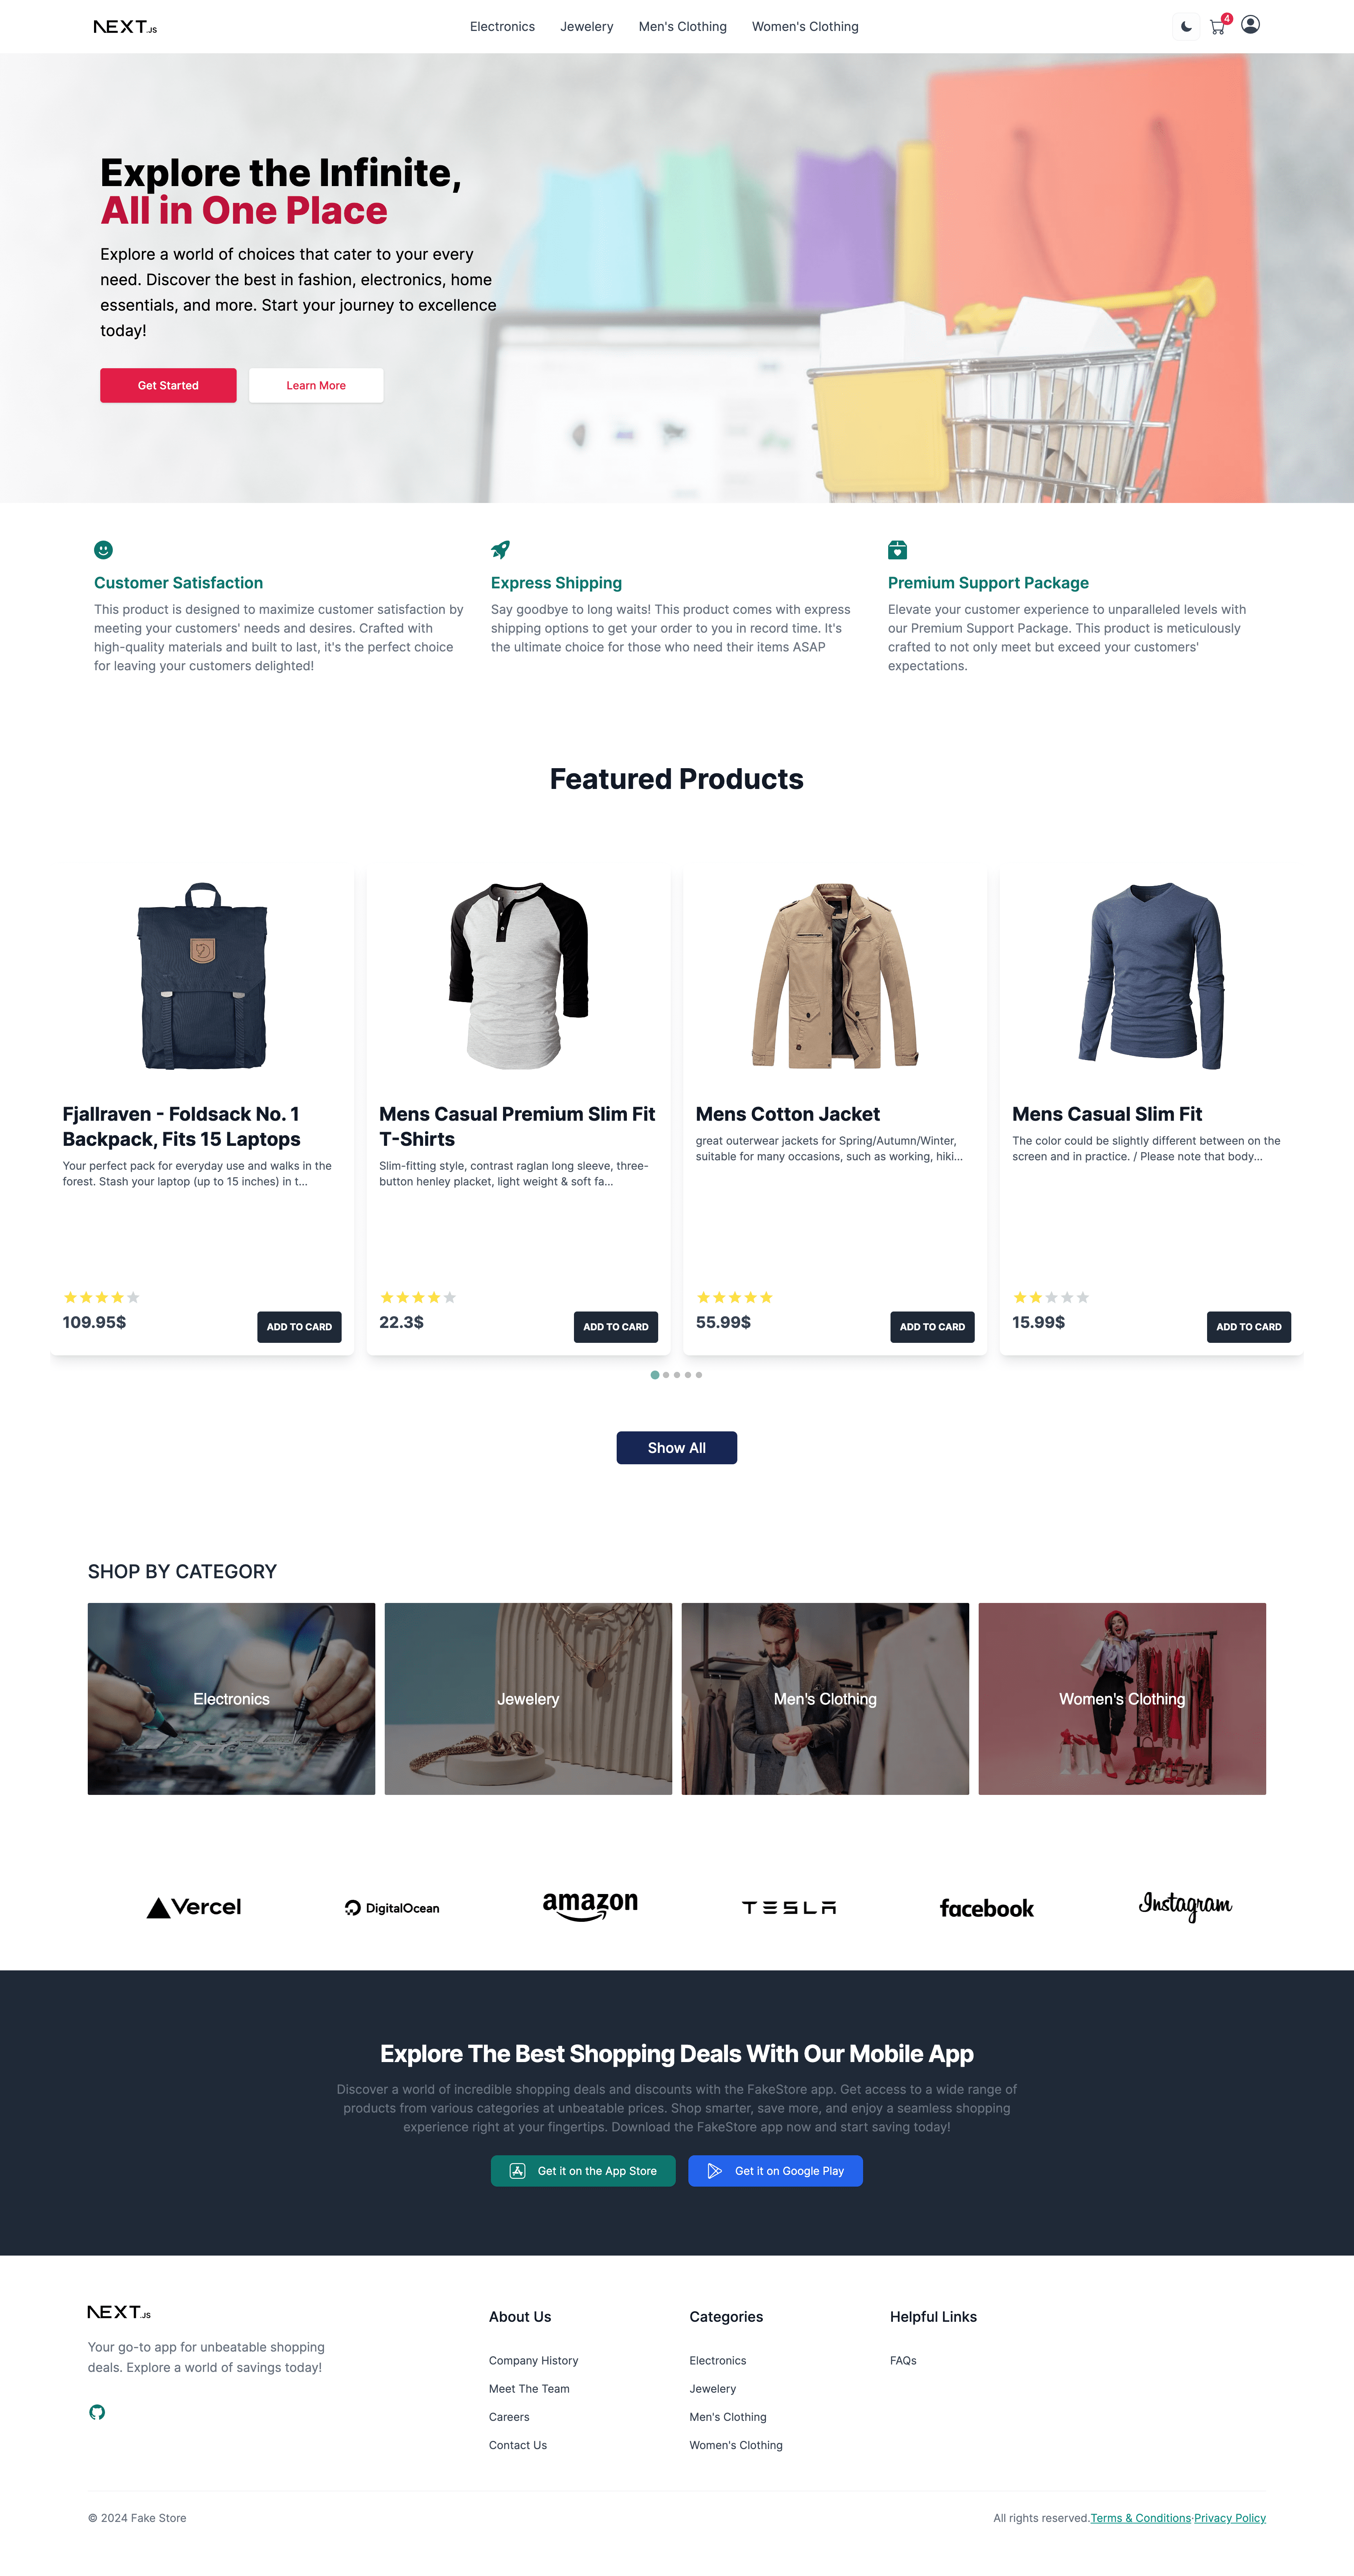 NEXT.JS
Electronics Jewelery Men's Clothing Women's Clothing
4
Explore the Infinite,
All in One Place
Explore a world of choices that cater to your every
need. Discover the best in fashion, electronics, home
essentials, and more. Start your journey to excellence
today!
Get Started Learn More
Customer Satisfaction
This product is designed to maximize customer satisfaction by
meeting your customers' needs and desires. Crafted with
high-quality materials and built to last, it's the perfect choice
for leaving your customers delighted!
Express Shipping
Say goodbye to long waits! This product comes with express
shipping options to get your order to you in record time. It's
the ultimate choice for those who need their items ASAP
Premium Support Package
Elevate your customer experience to unparalleled levels with
our Premium Support Package. This product is meticulously
crafted to not only meet but exceed your customers'
expectations.
Featured Products
Fjallraven - Foldsack No. 1
Backpack, Fits 15 Laptops
Your perfect pack for everyday use and walks in the
forest. Stash your laptop (up to 15 inches) in t...
109.95$
ADD TO CARD
Mens Casual Premium Slim Fit
T-Shirts
Slim-fitting style, contrast raglan long sleeve, three-
button henley placket, light weight & soft fa...
22.3$
ADD TO CARD
Mens Cotton Jacket
great outerwear jackets for Spring/Autumn/Winter,
suitable for many occasions, such as working, hiki...
55.99$
ADD TO CARD
Mens Casual Slim Fit
The color could be slightly different between on the
screen and in practice. / Please note that body...
15.99$
ADD TO CARD
Show All
SHOP BY CATEGORY
Electronics
Jewelery
Men's Clothing
Women's Clothing
Vercel
DigitalOcean
amazon
TESLA
facebook
Instagram
Explore The Best Shopping Deals With Our Mobile App
Discover a world of incredible shopping deals and discounts with the FakeStore app. Get access to a wide range of
products from various categories at unbeatable prices. Shop smarter, save more, and enjoy a seamless shopping
experience right at your fingertips. Download the FakeStore app now and start saving today!
Get it on the App Store
Get it on Google Play
NEXT.JS
Your go-to app for unbeatable shopping
deals. Explore a world of savings today!
About Us
Company History
Meet The Team
Careers
Contact Us
Categories
Electronics
Jewelery
Men's Clothing
Women's Clothing
Helpful Links
FAQs
© 2024 Fake Store
All rights reserved.Terms & Conditions·Privacy Policy